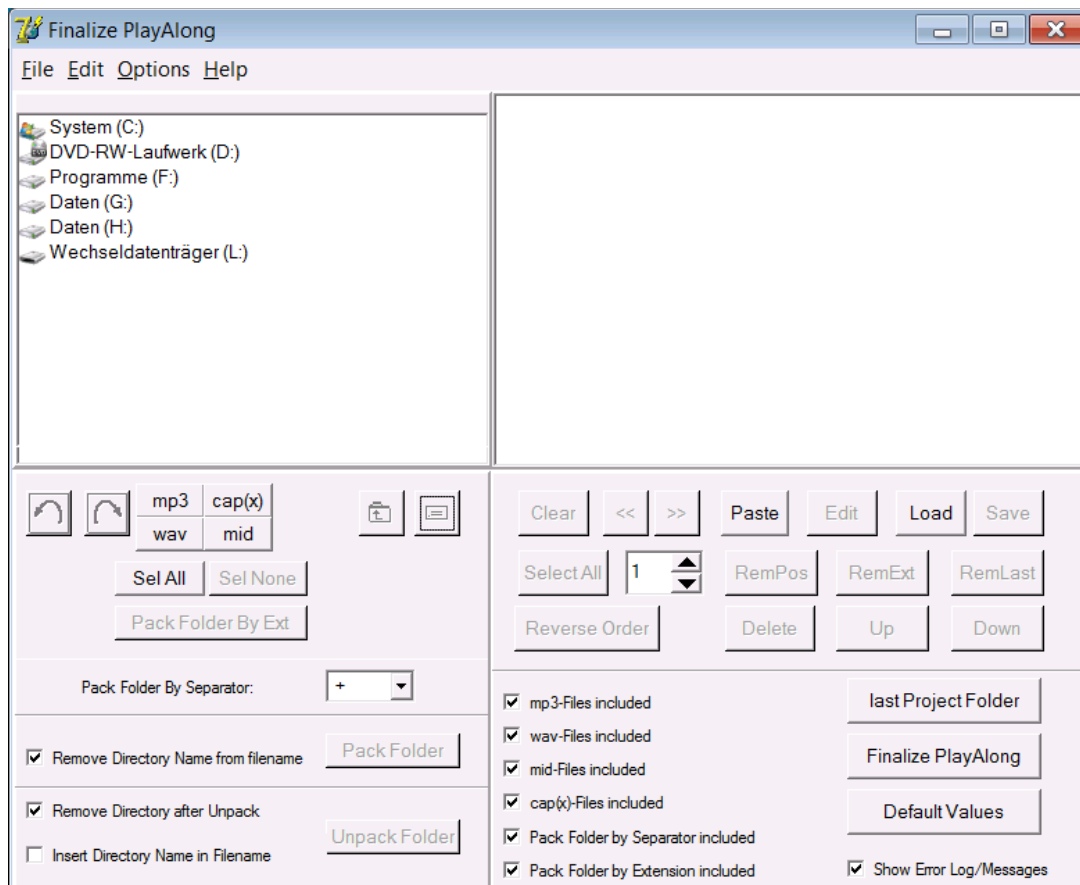 Finalize PlayAlong
File Edit Options Help
System (C:)
DVD-RW-Laufwerk (D:)
Programme (F:)
Daten (G:)
Daten (H:)
Wechseldatenträger (L:)
mp3 cap(x)
wav mid
Sel All Sel None
Pack Folder By Ext
Pack Folder By Separator: +
Remove Directory Name from filename Pack Folder
Remove Directory after Unpack
Insert Directory Name in Filename
Unpack Folder
Clear << >> Paste Edit Load Save
Select All 1 RemPos RemExt RemLast
Reverse Order Delete Up Down
mp3-Files included
wav-Files included
mid-Files included
cap(x)-Files included
Pack Folder by Separator included
Pack Folder by Extension included
last Project Folder
Finalize PlayAlong
Default Values
Show Error Log/Messages